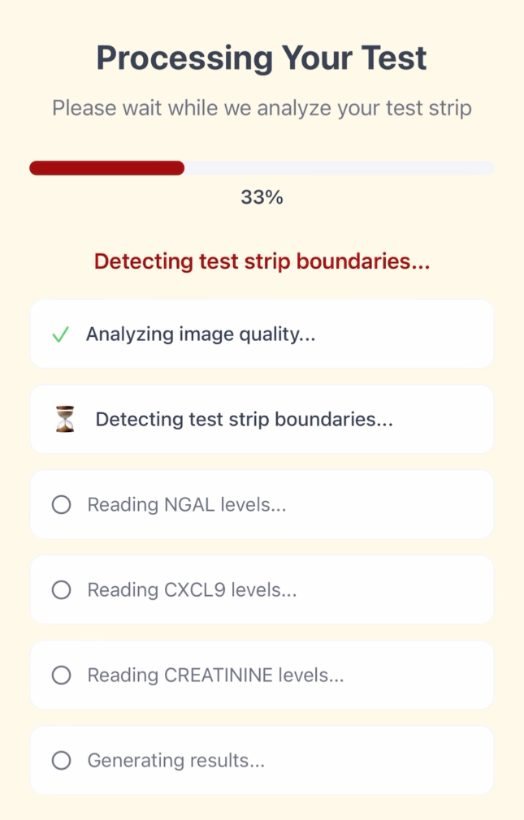 Processing Your Test
Please wait while we analyze your test strip
33%
Detecting test strip boundaries...
Analyzing image quality...
Detecting test strip boundaries...
Reading NGAL levels...
Reading CXCL9 levels...
Reading CREATININE levels...
Generating results...